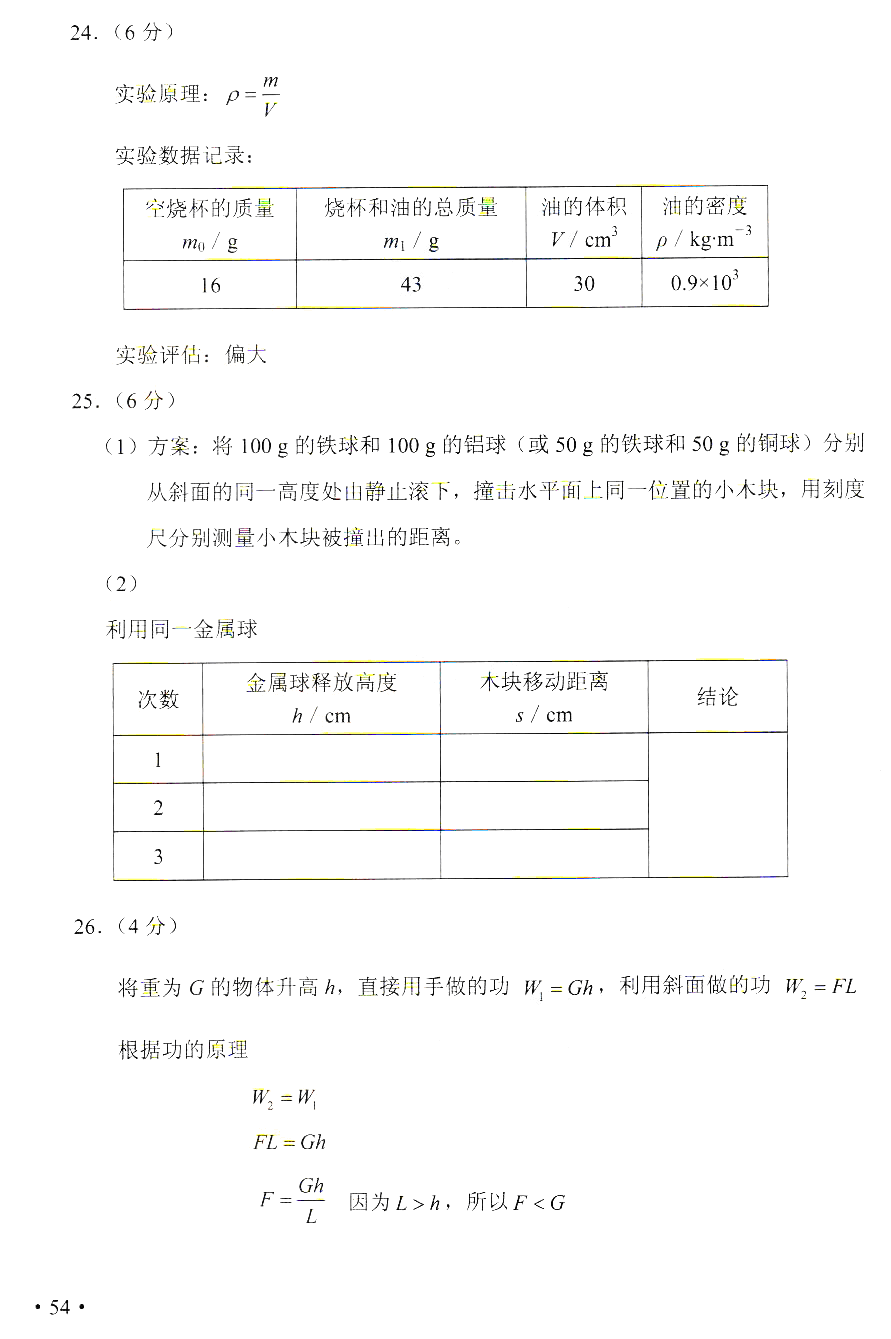 24.（6 分）
实验原理：ρ = m/V
实验数据记录：
空烧杯的质量 m₀ / g | 烧杯和油的总质量 m₁ / g | 油的体积 V / cm³ | 油的密度 ρ / kg·m⁻³
16 | 43 | 30 | 0.9×10³
实验评估：偏大
25.（6 分）
（1）方案：将 100 g 的铁球和 100 g 的铝球（或 50 g 的铁球和 50 g 的铜球）分别
从斜面的同一高度处由静止滚下，撞击水平面上同一位置的小木块，用刻度
尺分别测量小木块被撞出的距离。
（2）
利用同一金属球
次数 | 金属球释放高度 h / cm | 木块移动距离 s / cm | 结论
1
2
3
26.（4 分）
将重为 G 的物体升高 h，直接用手做的功 W₁ = Gh，利用斜面做的功 W₂ = FL
根据功的原理
W₂ = W₁
FL = Gh
F = Gh/L 因为 L > h，所以 F < G
· 54 ·